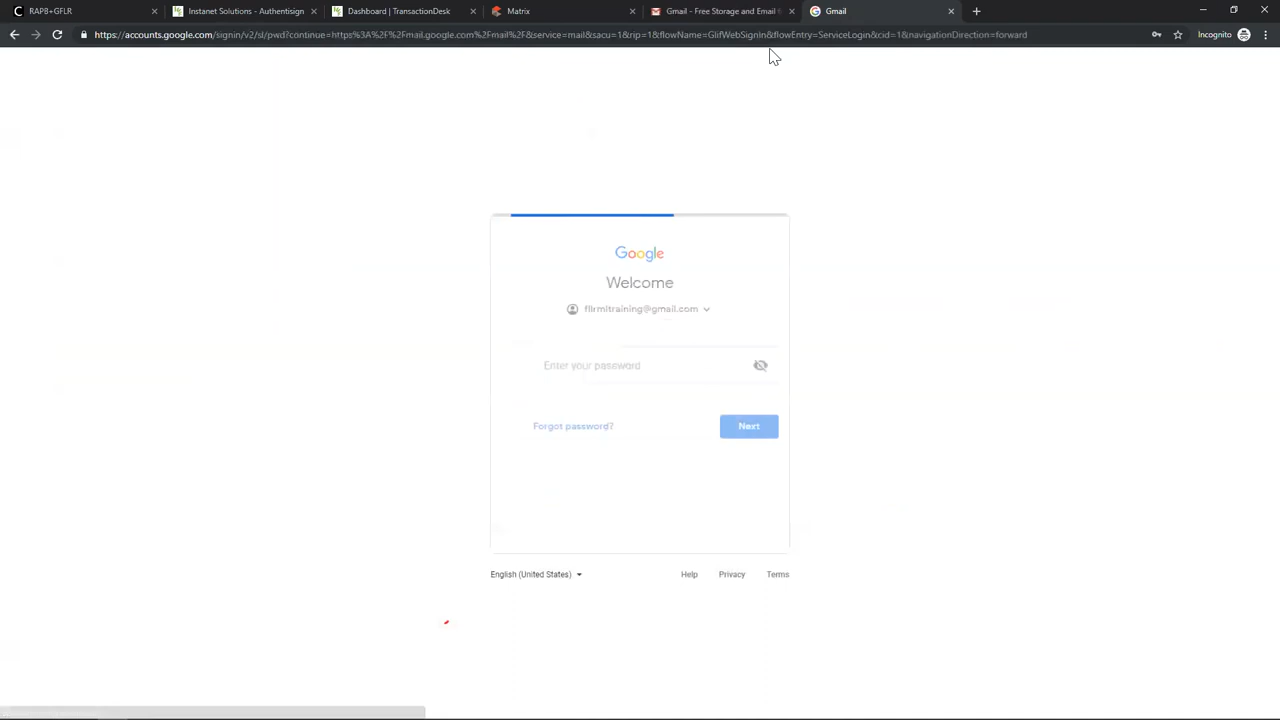 RAPB+GFLR
Instanet Solutions - Authentisign
Dashboard | TransactionDesk
Matrix
Gmail - Free Storage and Email
Gmail
https://accounts.google.com/signin/v2/sl/pwd?continue=https%3A%2F%2Fmail.google.com%2Fmail%2F&service=mail&sacu=1&rip=1&flowName=GlifWebSignIn&flowEntry=ServiceLogin&cid=1&navigationDirection=forward
Incognito
Google
Welcome
fllrmltraining@gmail.com
Enter your password
Forgot password?
Next
English (United States)
Help
Privacy
Terms